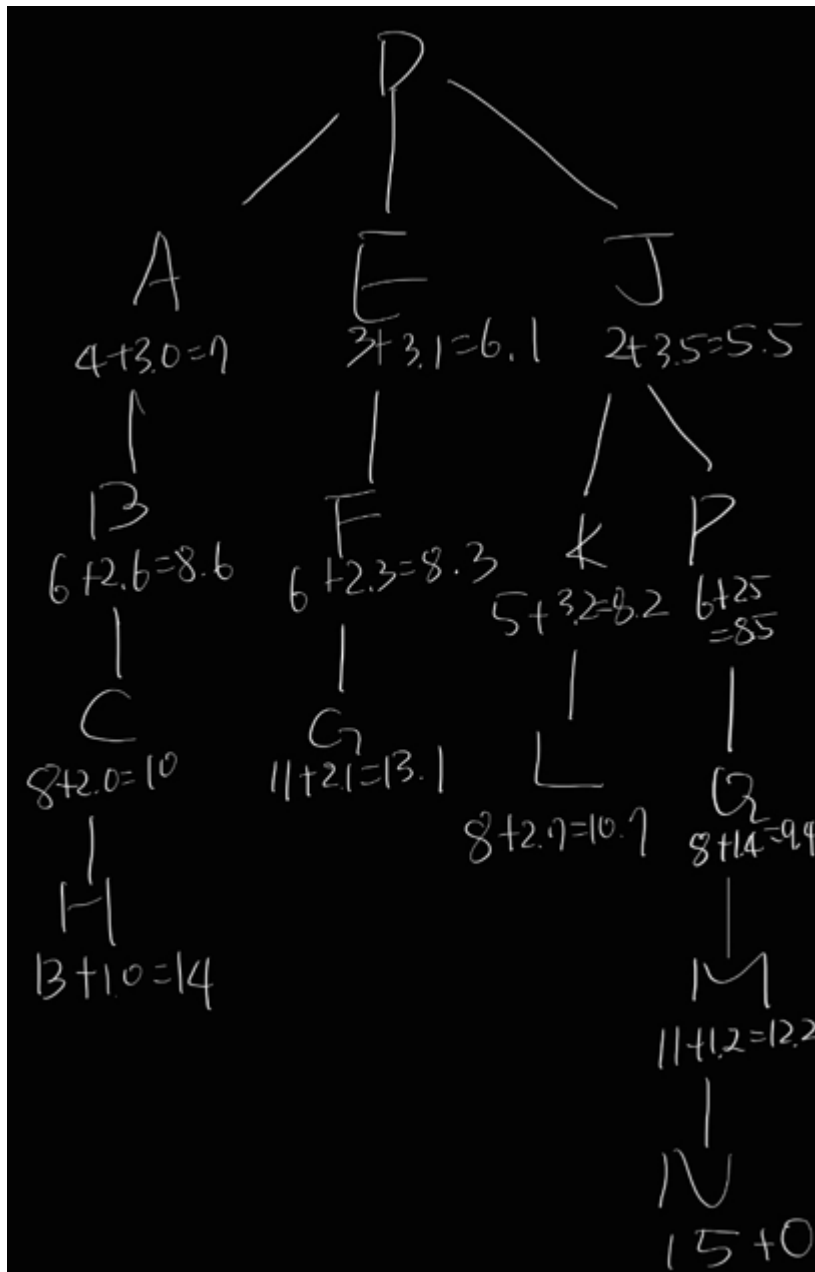 D
A E J
4+3.0=7 3+3.1=6.1 2+3.5=5.5
B F K P
6+2.6=8.6 6+2.3=8.3 5+3.2=8.2 6+2.5
=8.5
C G L Q
8+2.0=10 11+2.1=13.1 8+2.7=10.7 8+1.4=9.4
H M
13+1.0=14 11+1.2=12.2
N
15+0